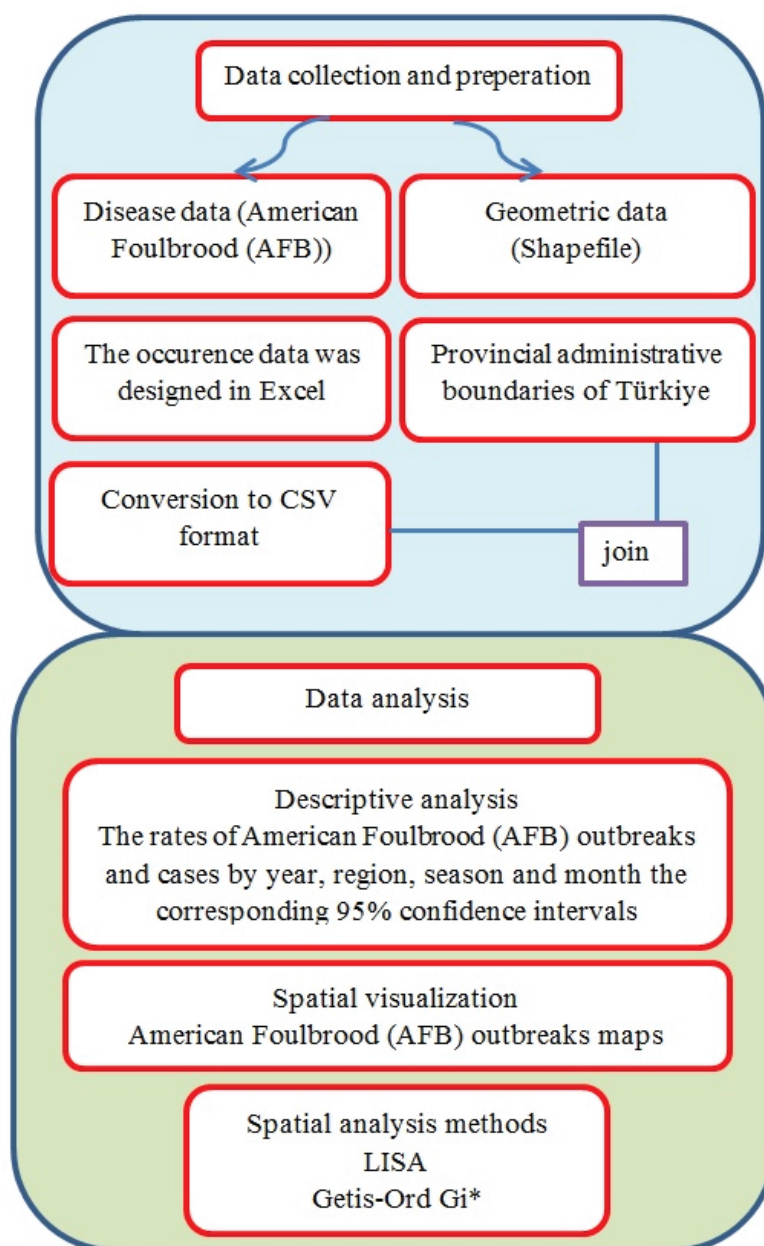 Data collection and preperation
Disease data (American
Foulbrood (AFB))
Geometric data
(Shapefile)
The occurence data was
designed in Excel
Provincial administrative
boundaries of Türkiye
Conversion to CSV
format
join
Data analysis
Descriptive analysis
The rates of American Foulbrood (AFB) outbreaks
and cases by year, region, season and month the
corresponding 95% confidence intervals
Spatial visualization
American Foulbrood (AFB) outbreaks maps
Spatial analysis methods
LISA
Getis-Ord Gi*